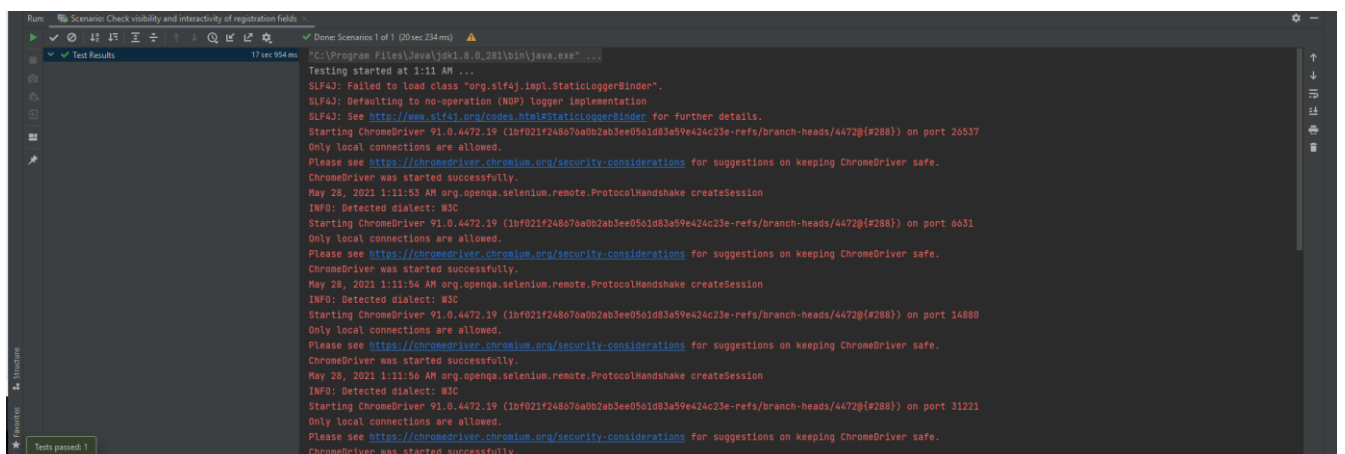 Run: Scenario: Check visibility and interactivity of registration fields ×
Done: Scenarios 1 of 1 (20 sec 234 ms)
Test Results 17 sec 954 ms
"C:\Program Files\Java\jdk1.8.0_281\bin\java.exe" ...
Testing started at 1:11 AM ...
SLF4J: Failed to load class "org.slf4j.impl.StaticLoggerBinder".
SLF4J: Defaulting to no-operation (NOP) logger implementation
SLF4J: See http://www.slf4j.org/codes.html#StaticLoggerBinder for further details.
Starting ChromeDriver 91.0.4472.19 (1bf021f248676a0b2ab3ee0561d83a59e424c23e-refs/branch-heads/4472@{#288}) on port 26537
Only local connections are allowed.
Please see https://chromedriver.chromium.org/security-considerations for suggestions on keeping ChromeDriver safe.
ChromeDriver was started successfully.
May 28, 2021 1:11:53 AM org.openqa.selenium.remote.ProtocolHandshake createSession
INFO: Detected dialect: W3C
Starting ChromeDriver 91.0.4472.19 (1bf021f248676a0b2ab3ee0561d83a59e424c23e-refs/branch-heads/4472@{#288}) on port 6631
Only local connections are allowed.
Please see https://chromedriver.chromium.org/security-considerations for suggestions on keeping ChromeDriver safe.
ChromeDriver was started successfully.
May 28, 2021 1:11:54 AM org.openqa.selenium.remote.ProtocolHandshake createSession
INFO: Detected dialect: W3C
Starting ChromeDriver 91.0.4472.19 (1bf021f248676a0b2ab3ee0561d83a59e424c23e-refs/branch-heads/4472@{#288}) on port 14880
Only local connections are allowed.
Please see https://chromedriver.chromium.org/security-considerations for suggestions on keeping ChromeDriver safe.
ChromeDriver was started successfully.
May 28, 2021 1:11:56 AM org.openqa.selenium.remote.ProtocolHandshake createSession
INFO: Detected dialect: W3C
Starting ChromeDriver 91.0.4472.19 (1bf021f248676a0b2ab3ee0561d83a59e424c23e-refs/branch-heads/4472@{#288}) on port 31221
Only local connections are allowed.
Please see https://chromedriver.chromium.org/security-considerations for suggestions on keeping ChromeDriver safe.
ChromeDriver was started successfully.
Structure
Favorites
Tests passed: 1